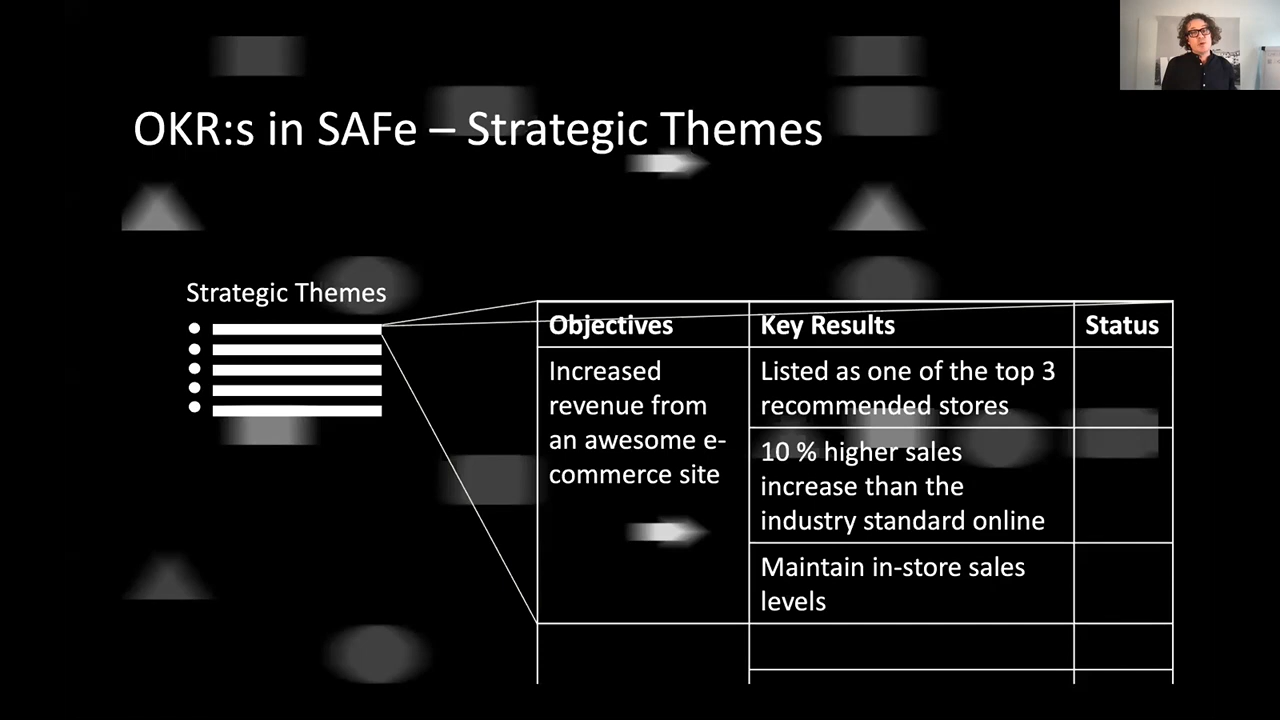 OKR:s in SAFe – Strategic Themes
Strategic Themes
Objectives
Key Results
Status
Increased
revenue from
an awesome e-
commerce site
Listed as one of the top 3
recommended stores
10 % higher sales
increase than the
industry standard online
Maintain in-store sales
levels